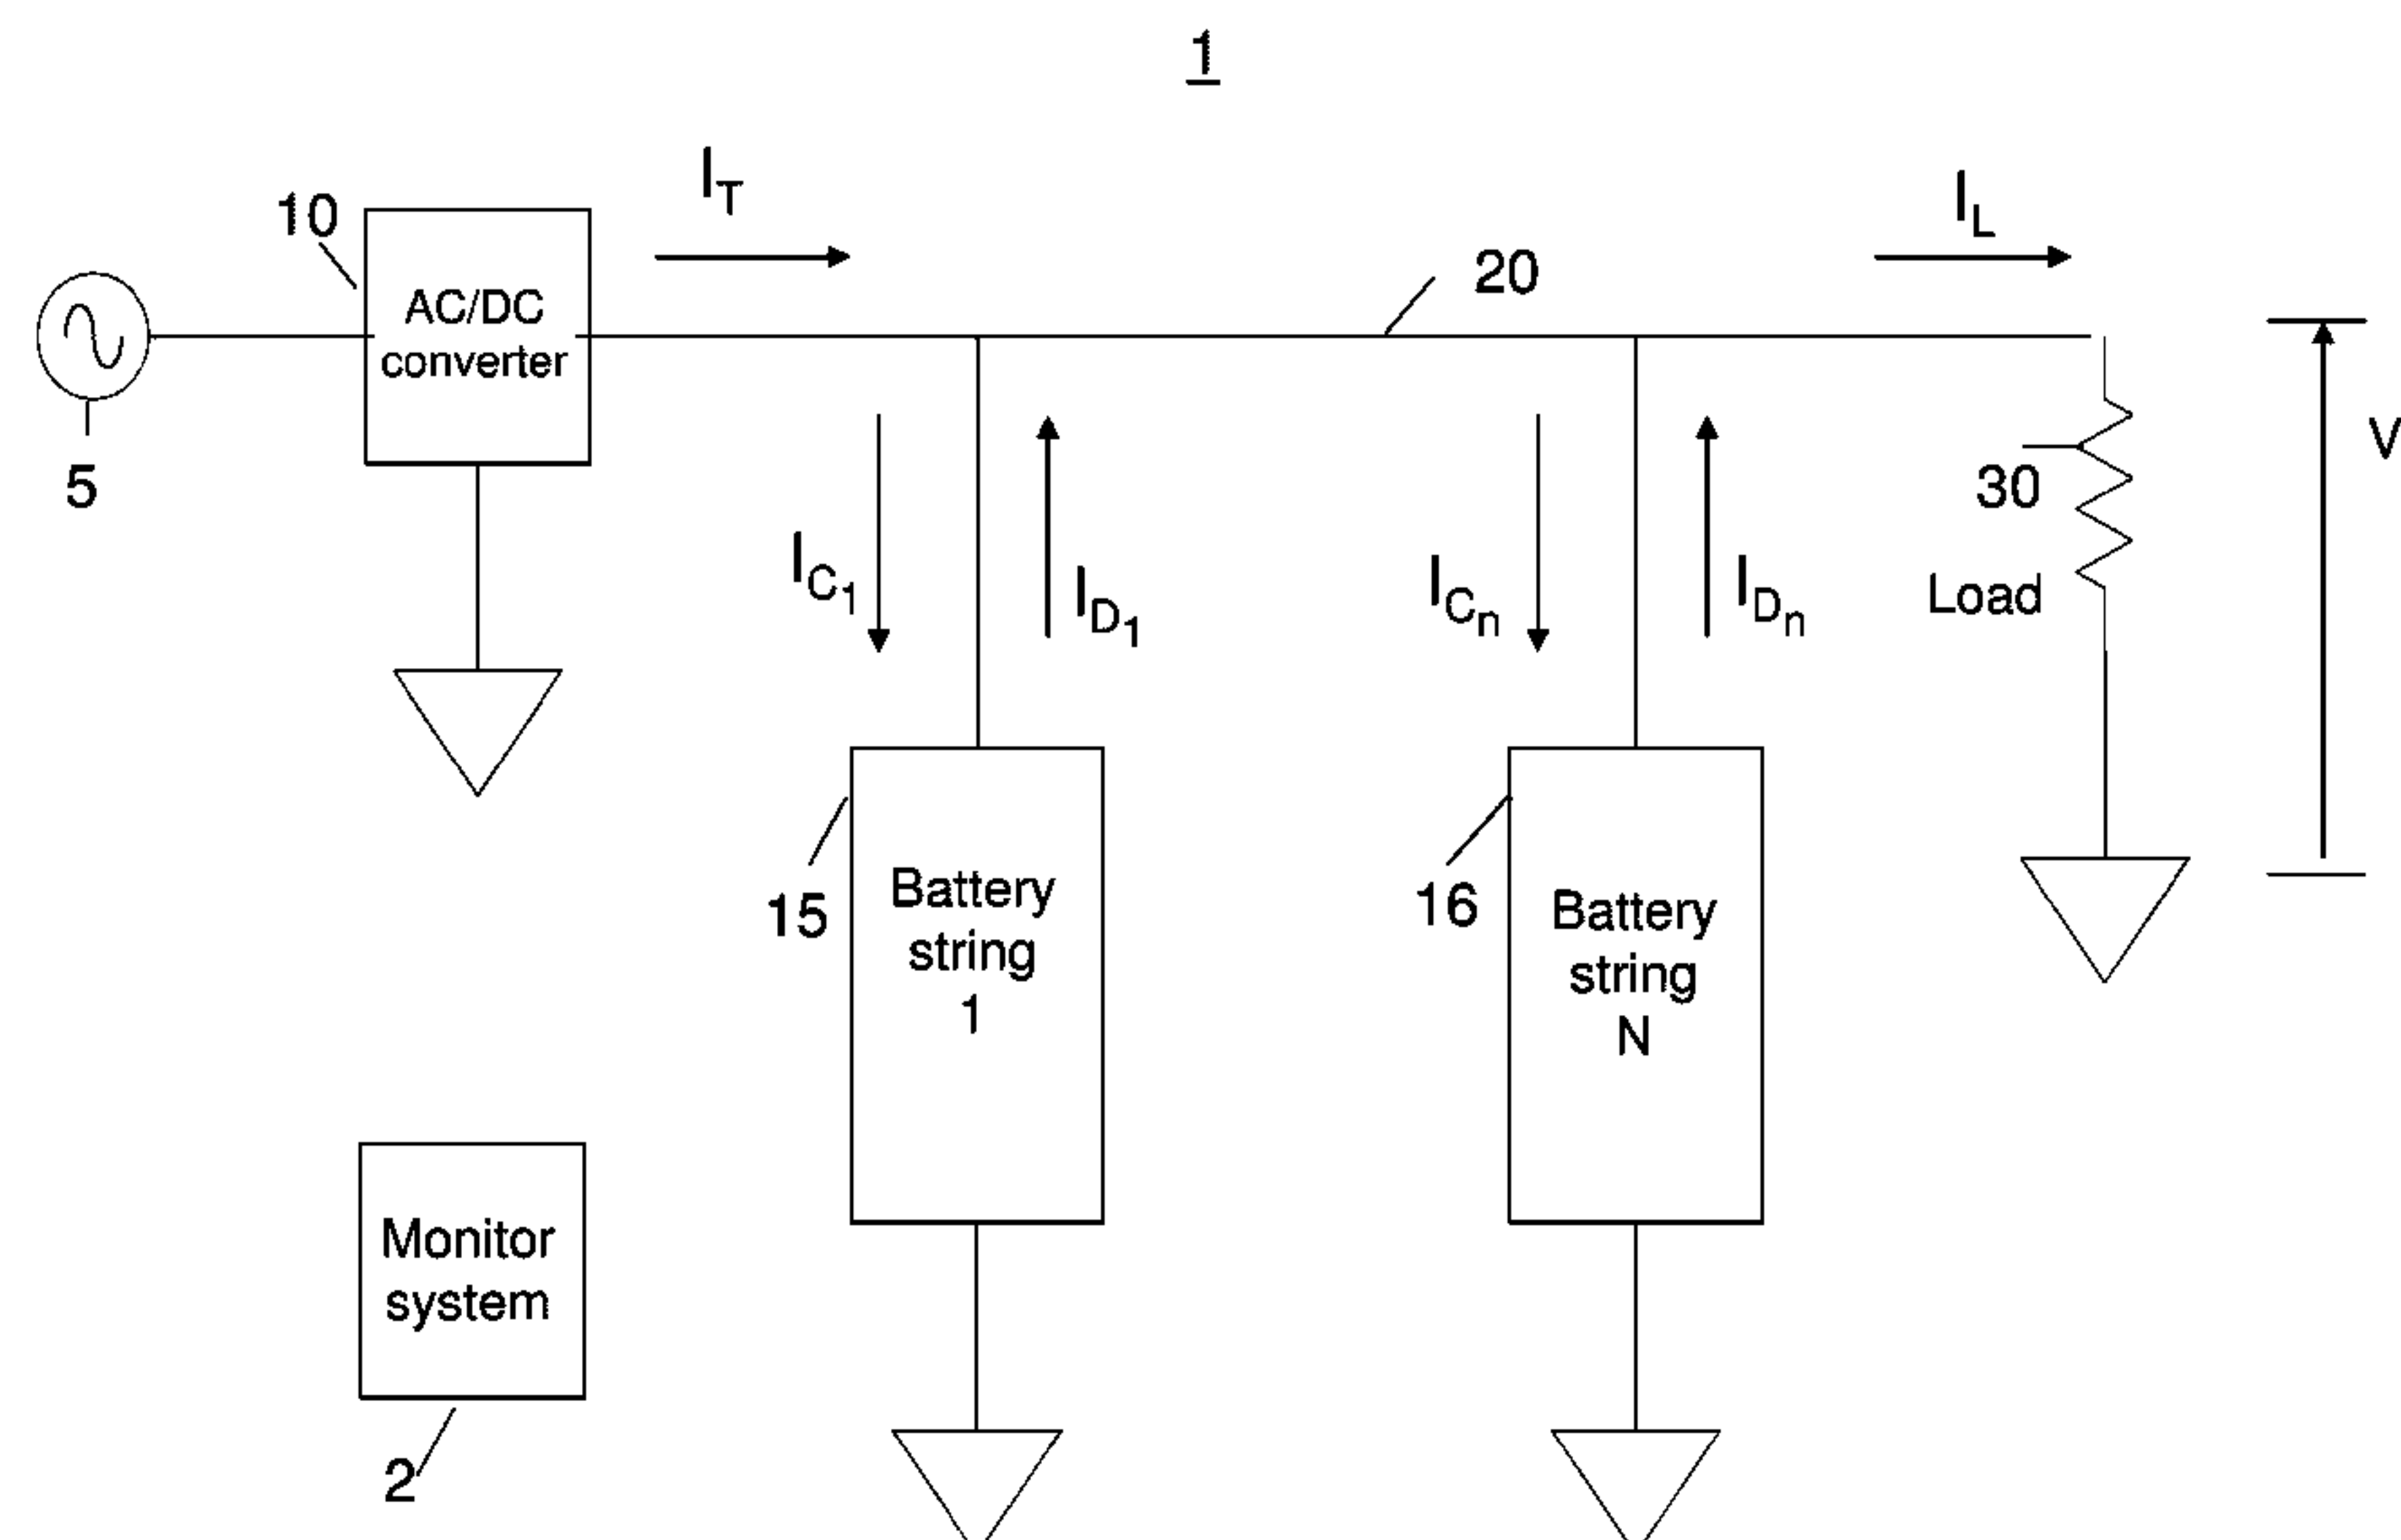 1
I_T
I_L
10
20
AC/DC
converter
V
5
30
I_C1
I_D1
I_Cn
I_Dn
Load
15
Battery
string
1
16
Battery
string
N
Monitor
system
2